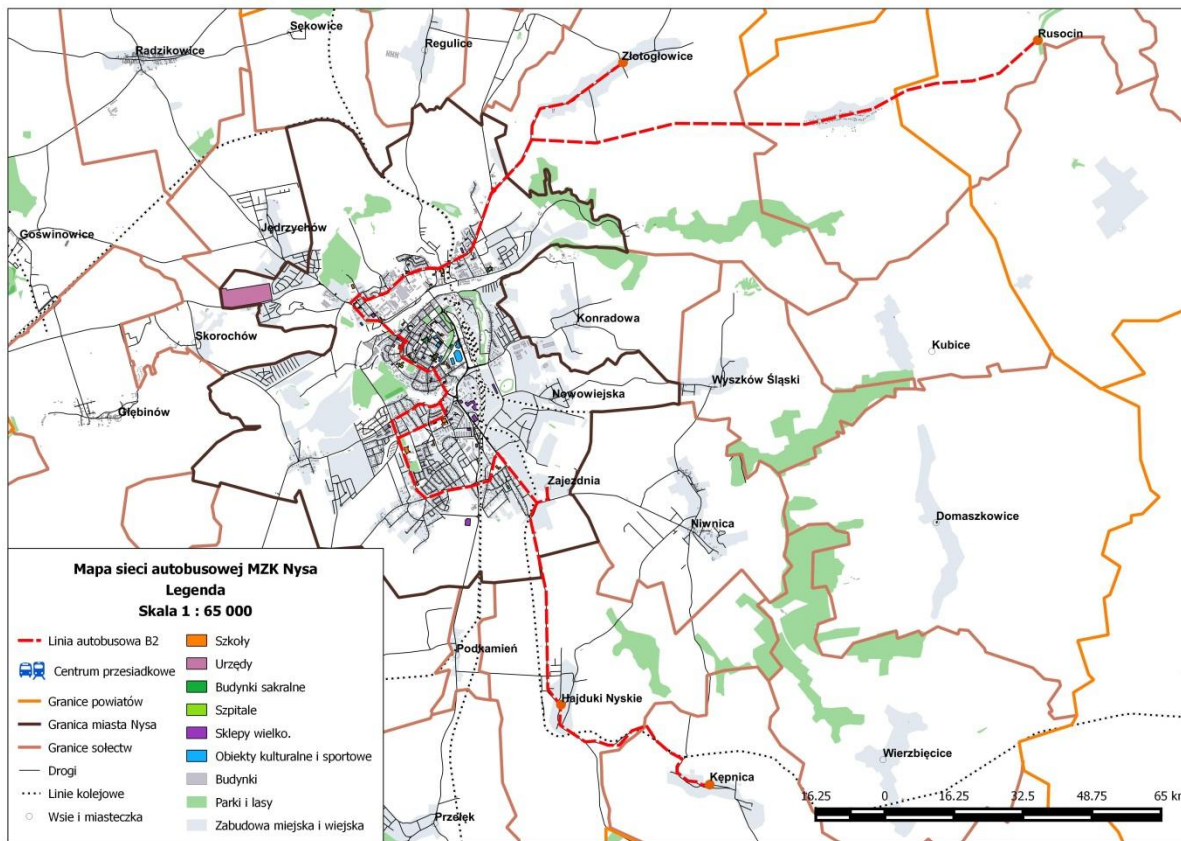 Sękowice
Rusocin
Radzikowice
Regulice
Złotogłowice
Goświnowice
Jędrzychów
Skorochów
Konradowa
Kubice
Głębinów
Nowowiejska
Wyszków Śląski
Zajezdnia
Niwnica
Domaszkowice
Podkamień
Hajduki Nyskie
Wierzbięcice
Kępnica
Przełęk
Mapa sieci autobusowej MZK Nysa
Legenda
Skala 1 : 65 000
Linia autobusowa B2
Centrum przesiadkowe
Granice powiatów
Granica miasta Nysa
Granice sołectw
Drogi
Linie kolejowe
Wsie i miasteczka
Szkoły
Urzędy
Budynki sakralne
Szpitale
Sklepy wielko.
Obiekty kulturalne i sportowe
Budynki
Parki i lasy
Zabudowa miejska i wiejska
16.25 0 16.25 32.5 48.75 65 km